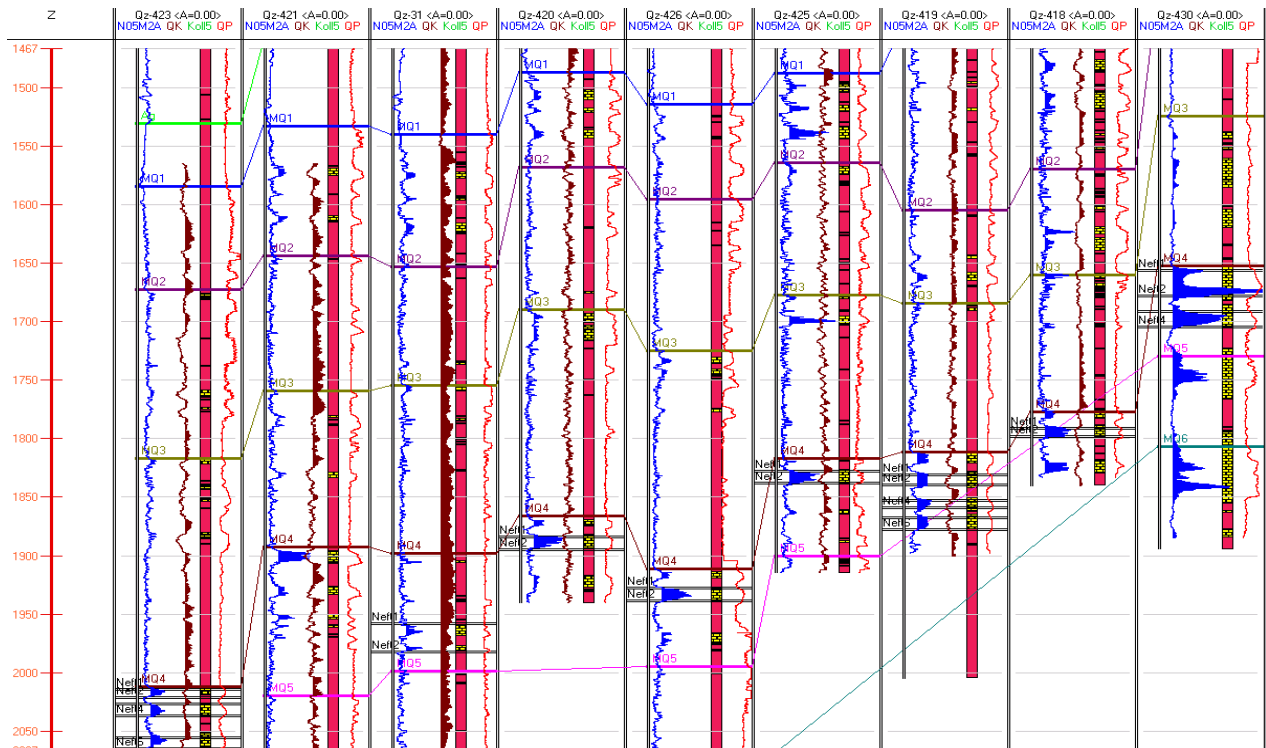 Z
Qz-423 <A=0.00> Qz-421 <A=0.00> Qz-31 <A=0.00> Qz-420 <A=0.00> Qz-426 <A=0.00> Qz-425 <A=0.00> Qz-419 <A=0.00> Qz-418 <A=0.00> Qz-430 <A=0.00>
N05M2A QK Koll5 QP N05M2A QK Koll5 QP N05M2A QK Koll5 QP N05M2A QK Koll5 QP N05M2A QK Koll5 QP N05M2A QK Koll5 QP N05M2A QK Koll5 QP N05M2A QK Koll5 QP N05M2A QK Koll5 QP
1467
MQ1 MQ1
1500
MQ1
MQ3
MQ1
MQ1
1550
MQ2
MQ2 MQ2
MQ1
MQ2
1600
MQ2
MQ2
1650
MQ2
MQ4
Neft1
MQ3
MQ2
Neft2
MQ3
MQ3
1700
MQ3
Neft4
MQ3
MQ5
1750
MQ3
MQ3
MQ4
1800
Neft1
Neft2
MQ6
MQ4
MQ3
MQ4
Neft1
Neft1
Neft2
Neft2
1850
Neft4
MQ4
Neft5
Neft1
Neft2
MQ4
MQ4
MQ5
1900
MQ4
Neft1
Neft2
1950
Neft1
Neft2
MQ5
2000
MQ5
MQ4
Neft1
MQ5
Neft4
2050
Neft5